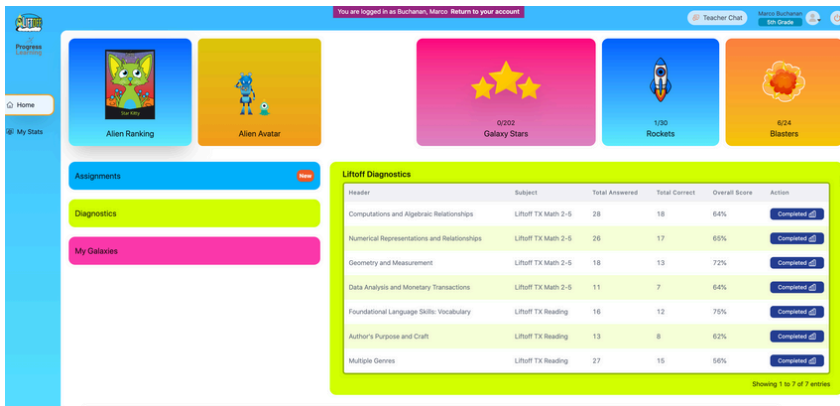 You are logged in as Buchanan, Marco Return to your account
Teacher Chat
Marco Buchanan
5th Grade
Liftoff
Progress
Learning
Home
My Stats
Star Kitty
Alien Ranking
Alien Avatar
0/202
Galaxy Stars
1/30
Rockets
6/24
Blasters
Assignments New
Diagnostics
My Galaxies
Liftoff Diagnostics
Header Subject Total Answered Total Correct Overall Score Action
Computations and Algebraic Relationships Liftoff TX Math 2-5 28 18 64% Completed
Numerical Representations and Relationships Liftoff TX Math 2-5 26 17 65% Completed
Geometry and Measurement Liftoff TX Math 2-5 18 13 72% Completed
Data Analysis and Monetary Transactions Liftoff TX Math 2-5 11 7 64% Completed
Foundational Language Skills: Vocabulary Liftoff TX Reading 16 12 75% Completed
Author's Purpose and Craft Liftoff TX Reading 13 8 62% Completed
Multiple Genres Liftoff TX Reading 27 15 56% Completed
Showing 1 to 7 of 7 entries